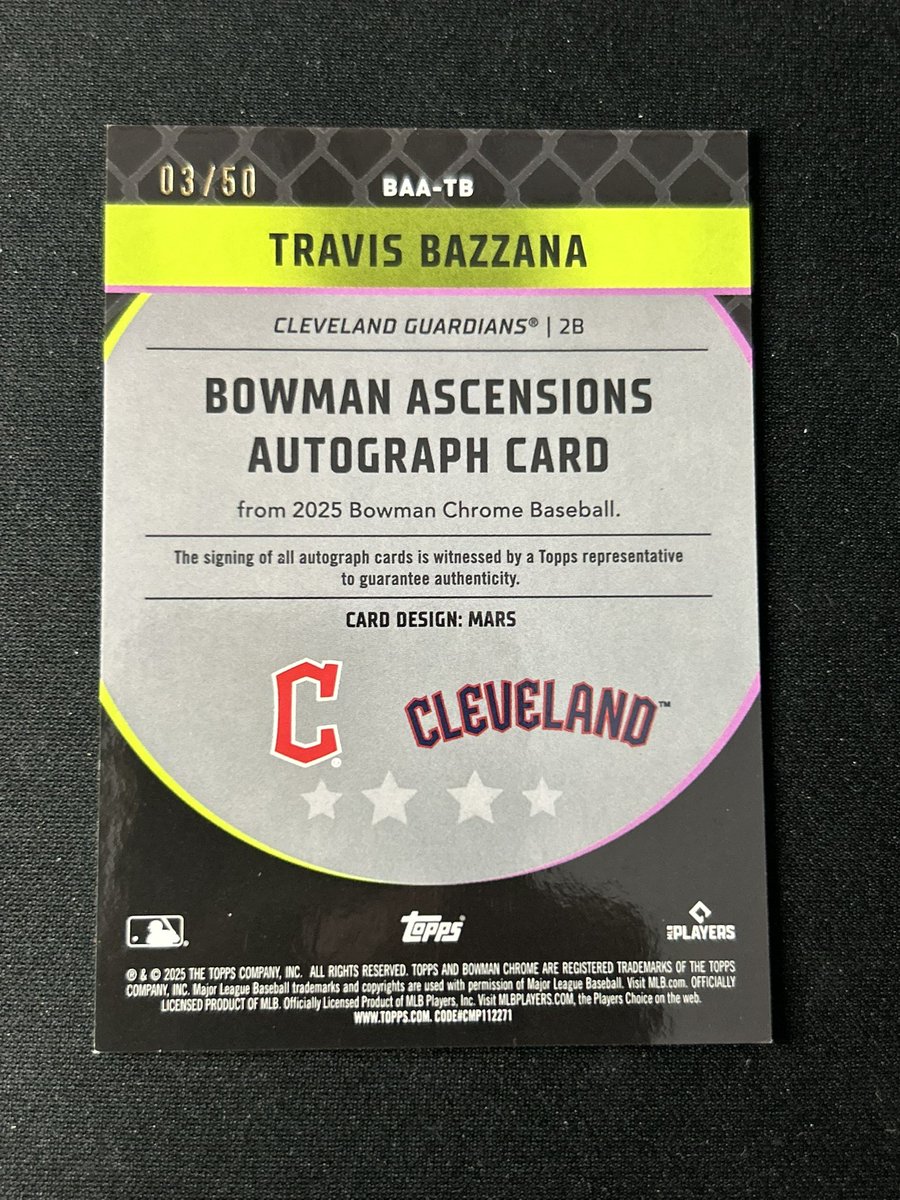 03/50
BAA-TB
TRAVIS BAZZANA
CLEVELAND GUARDIANS® | 2B
BOWMAN ASCENSIONS
AUTOGRAPH CARD
from 2025 Bowman Chrome Baseball.
The signing of all autograph cards is witnessed by a Topps representative
to guarantee authenticity.
CARD DESIGN: MARS
C®
CLEVELAND™
Topps®
MLB PLAYERS
® & © 2025 THE TOPPS COMPANY, INC. ALL RIGHTS RESERVED. TOPPS AND BOWMAN CHROME ARE REGISTERED TRADEMARKS OF THE TOPPS
COMPANY, INC. Major League Baseball trademarks and copyrights are used with permission of Major League Baseball. Visit MLB.com. OFFICIALLY
LICENSED PRODUCT OF MLB. Officially Licensed Product of MLB Players, Inc. Visit MLBPLAYERS.COM, the Players Choice on the web.
WWW.TOPPS.COM. CODE#CMP112271